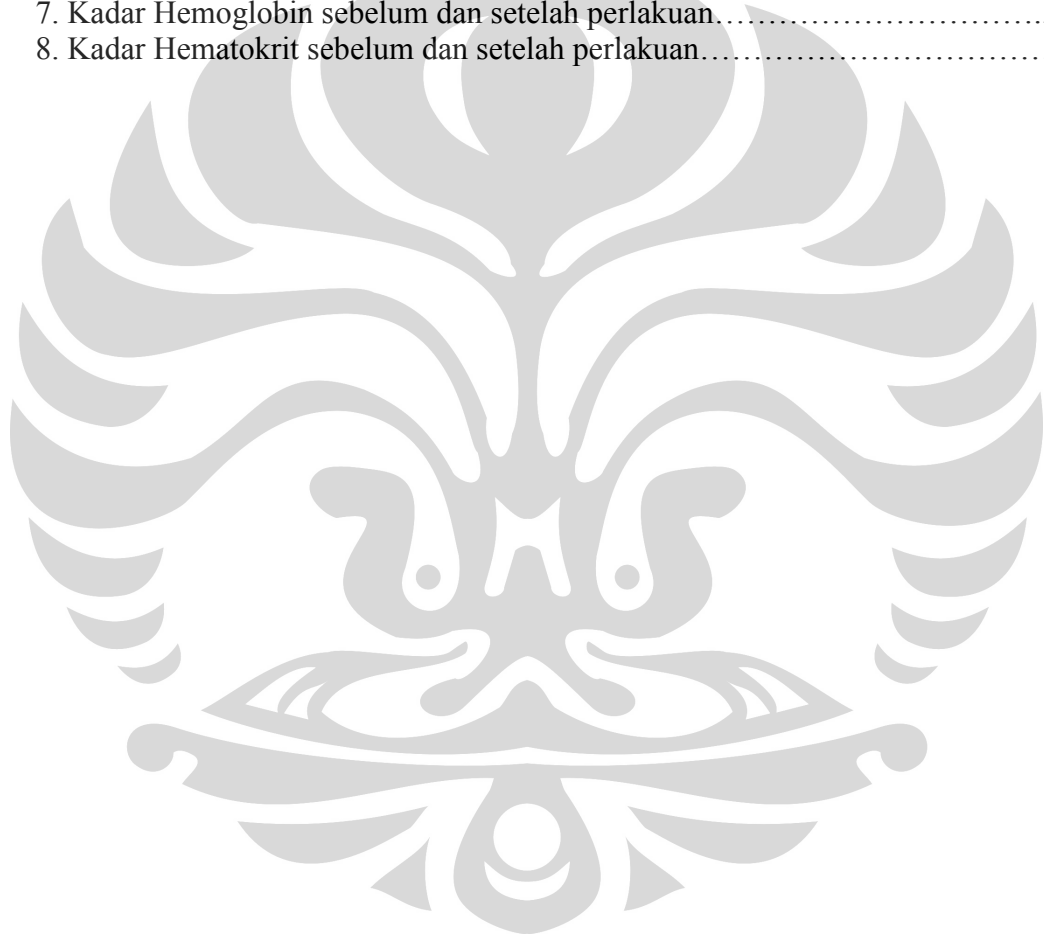 7. Kadar Hemoglobin sebelum dan setelah perlakuan……………………………..
8. Kadar Hematokrit sebelum dan setelah perlakuan……………………………